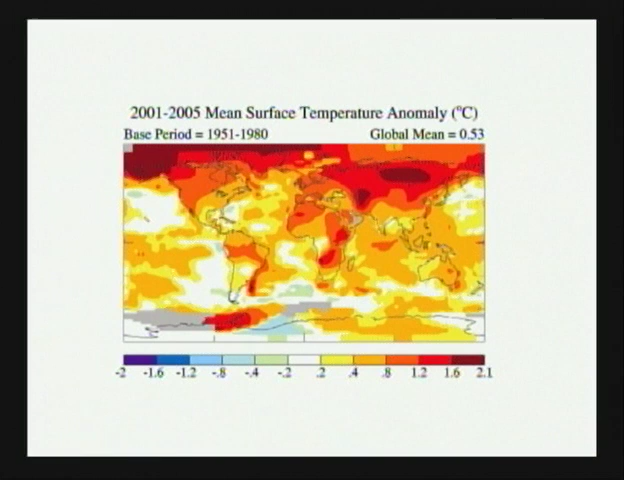 2001-2005 Mean Surface Temperature Anomaly (°C)
Base Period = 1951-1980 Global Mean = 0.53
-2 -1.6 -1.2 -.8 -.4 -.2 .2 .4 .8 1.2 1.6 2.1